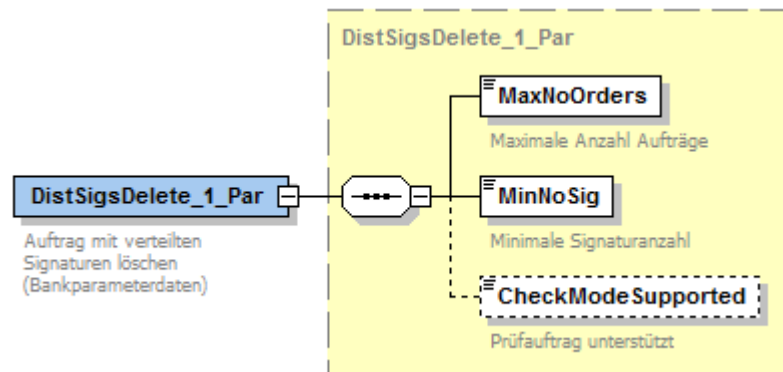 DistSigsDelete_1_Par
MaxNoOrders
Maximale Anzahl Aufträge
DistSigsDelete_1_Par
Auftrag mit verteilten
Signaturen löschen
(Bankparameterdaten)
MinNoSig
Minimale Signaturanzahl
CheckModeSupported
Prüfauftrag unterstützt